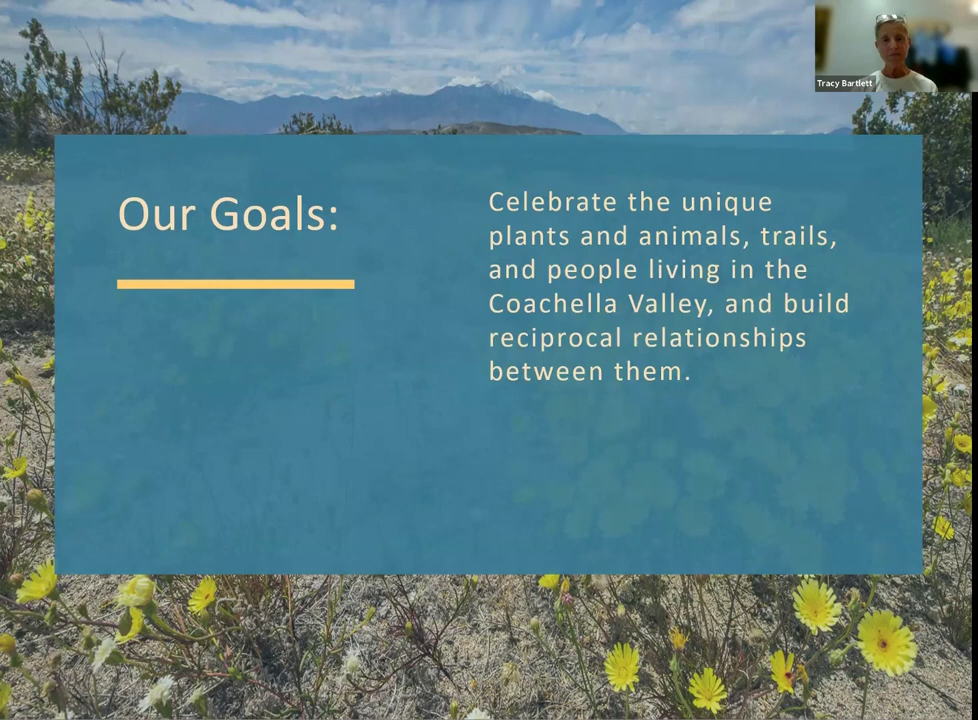 Tracy Bartlett
Our Goals:
Celebrate the unique
plants and animals, trails,
and people living in the
Coachella Valley, and build
reciprocal relationships
between them.